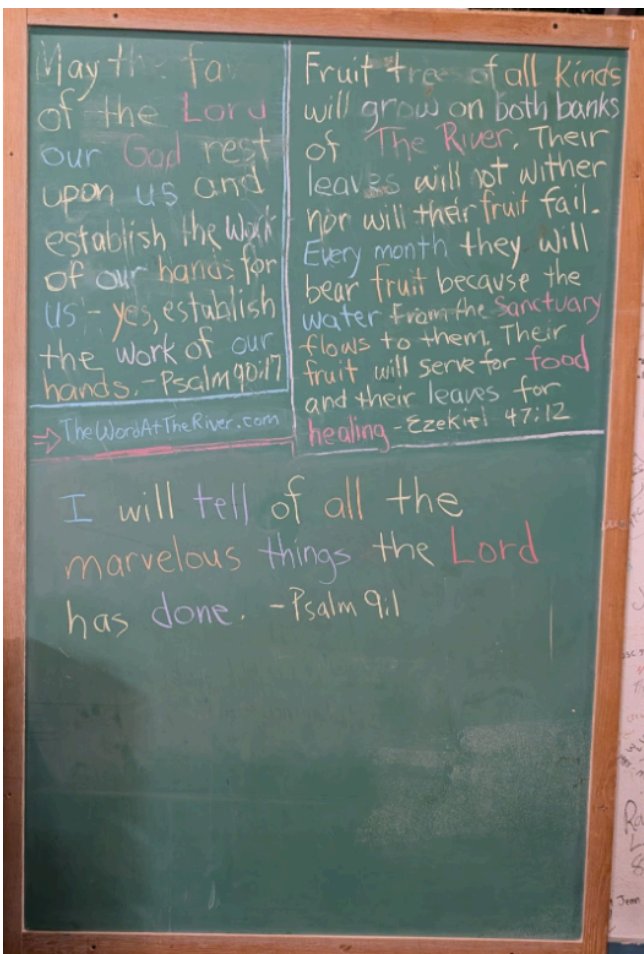 May the fa
of the Lord
our God rest
upon us and
establish the work
of our hands for
us - yes, establish
the work of our
hands. - Psalm 90:17
→ TheWordAtTheRiver.com
Fruit trees of all kinds
will grow on both banks
of The River. Their
leaves will not wither
nor will their fruit fail.
Every month they will
bear fruit because the
water from the Sanctuary
flows to them. Their
fruit will serve for food
and their leaves for
healing - Ezekiel 47:12
I will tell of all the
marvelous things the Lord
has done. - Psalm 9:1
Jenn